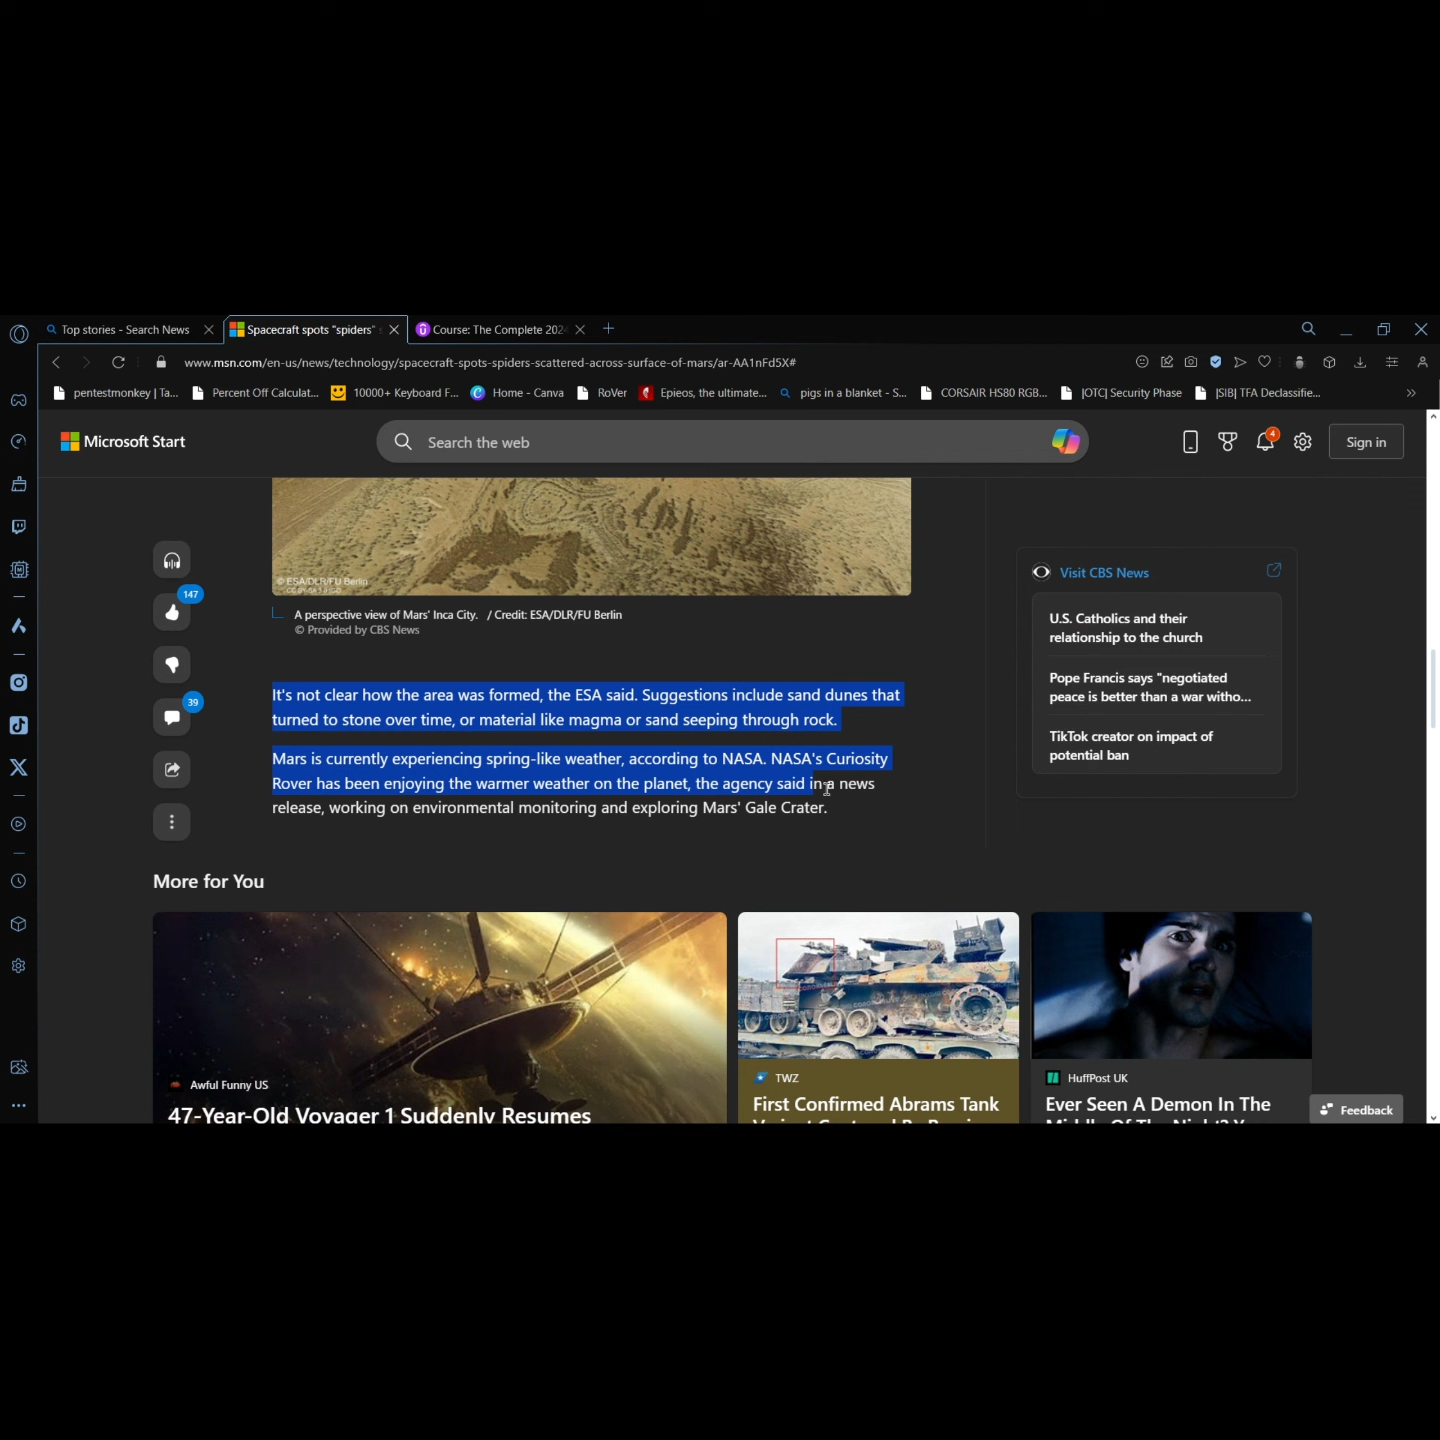 Top stories - Search News
Spacecraft spots "spiders" s
Course: The Complete 2024
www.msn.com/en-us/news/technology/spacecraft-spots-spiders-scattered-across-surface-of-mars/ar-AA1nFd5X#
pentestmonkey | Ta...
Percent Off Calculat...
10000+ Keyboard F...
Home - Canva
RoVer
Epieos, the ultimate...
pigs in a blanket - S...
CORSAIR HS80 RGB...
|OTC| Security Phase
|SIB| TFA Declassifie...
Microsoft Start
Search the web
4
Sign in
© ESA/DLR/FU Berlin
147
A perspective view of Mars' Inca City. / Credit: ESA/DLR/FU Berlin
© Provided by CBS News
39
It's not clear how the area was formed, the ESA said. Suggestions include sand dunes that
turned to stone over time, or material like magma or sand seeping through rock.
Mars is currently experiencing spring-like weather, according to NASA. NASA's Curiosity
Rover has been enjoying the warmer weather on the planet, the agency said in a news
release, working on environmental monitoring and exploring Mars' Gale Crater.
Visit CBS News
U.S. Catholics and their
relationship to the church
Pope Francis says "negotiated
peace is better than a war witho...
TikTok creator on impact of
potential ban
More for You
Awful Funny US
47-Year-Old Voyager 1 Suddenly Resumes
TWZ
First Confirmed Abrams Tank
HuffPost UK
Ever Seen A Demon In The
Feedback